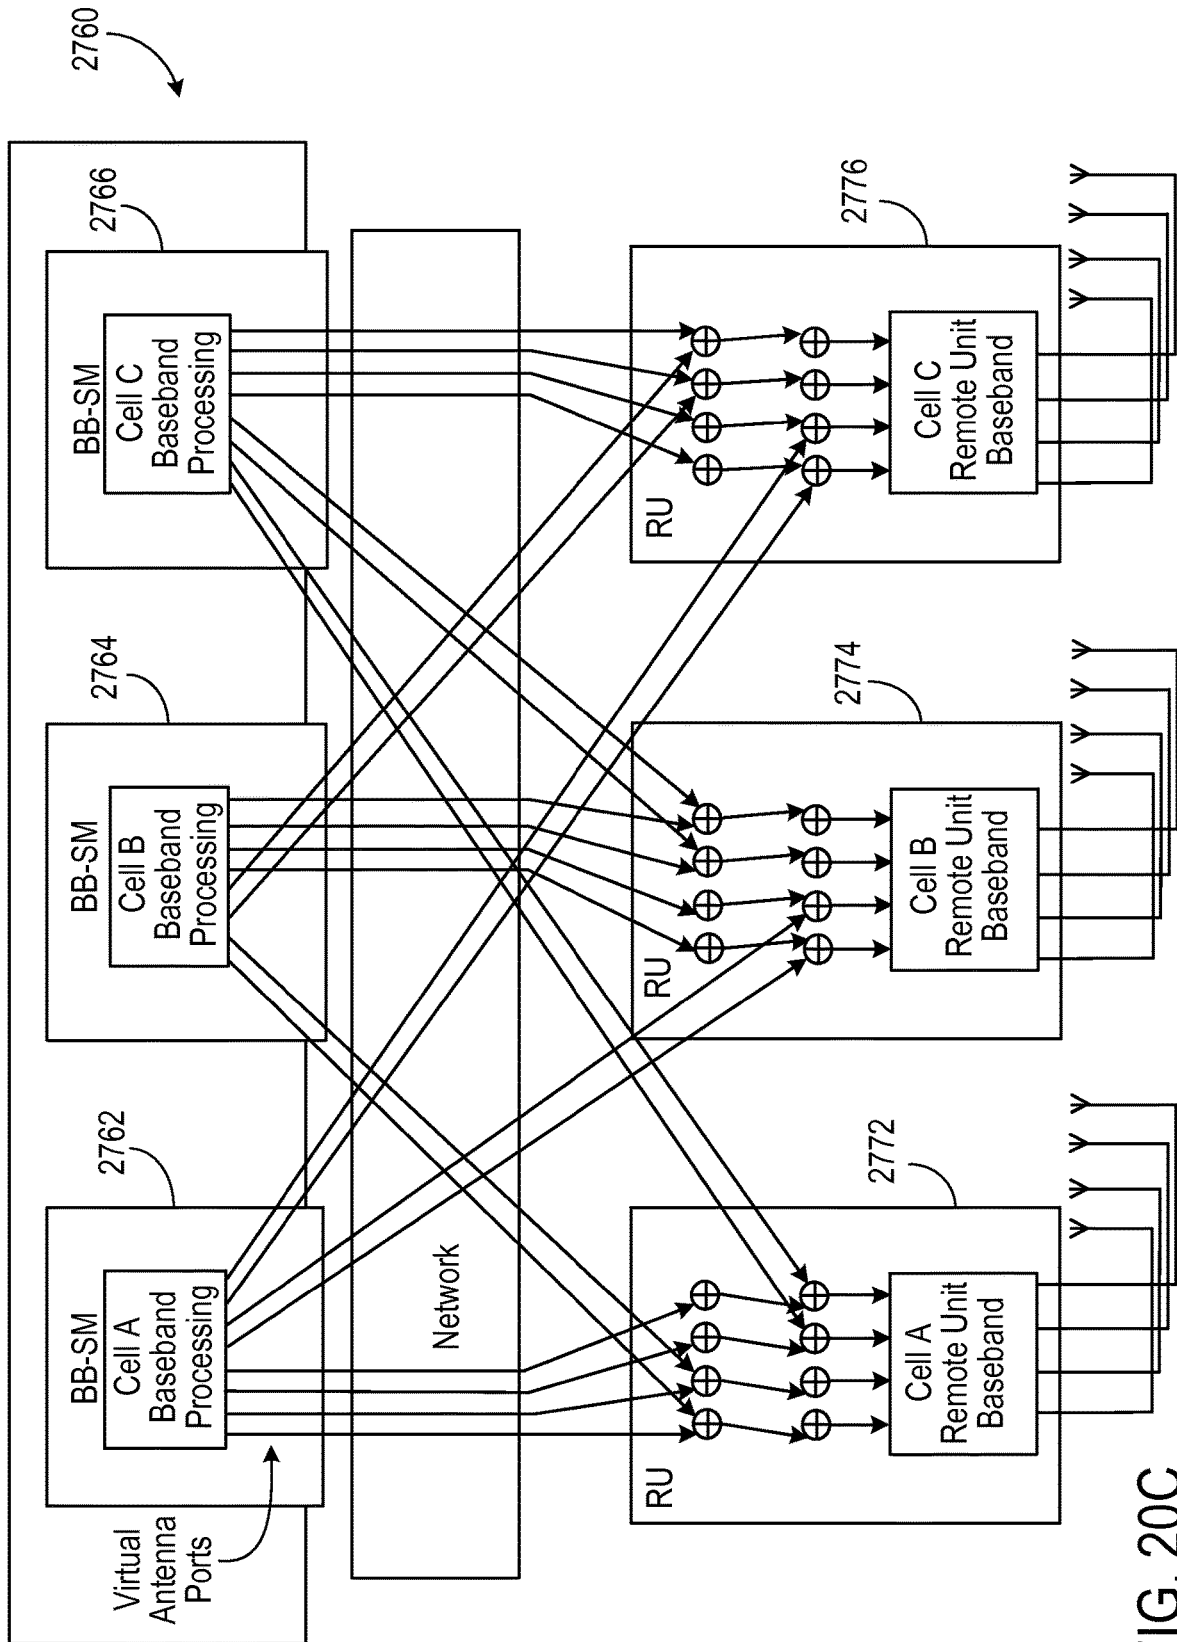 2760
2762
2764
2766
BB-SM
Cell A
Baseband
Processing
BB-SM
Cell B
Baseband
Processing
BB-SM
Cell C
Baseband
Processing
Virtual
Antenna
Ports
Network
2772
2774
2776
RU
Cell A
Remote Unit
Baseband
RU
Cell B
Remote Unit
Baseband
RU
Cell C
Remote Unit
Baseband
FIG. 20C